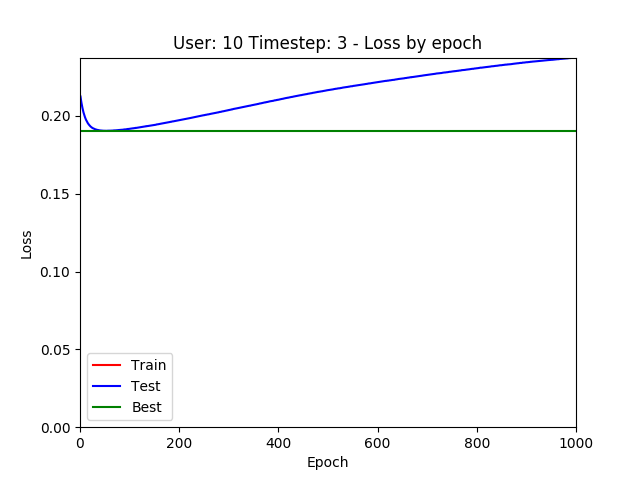 User: 10 Timestep: 3 - Loss by epoch
0.20
0.15
0.10
0.05
0.00
Loss
Train
Test
Best
0 200 400 600 800 1000
Epoch